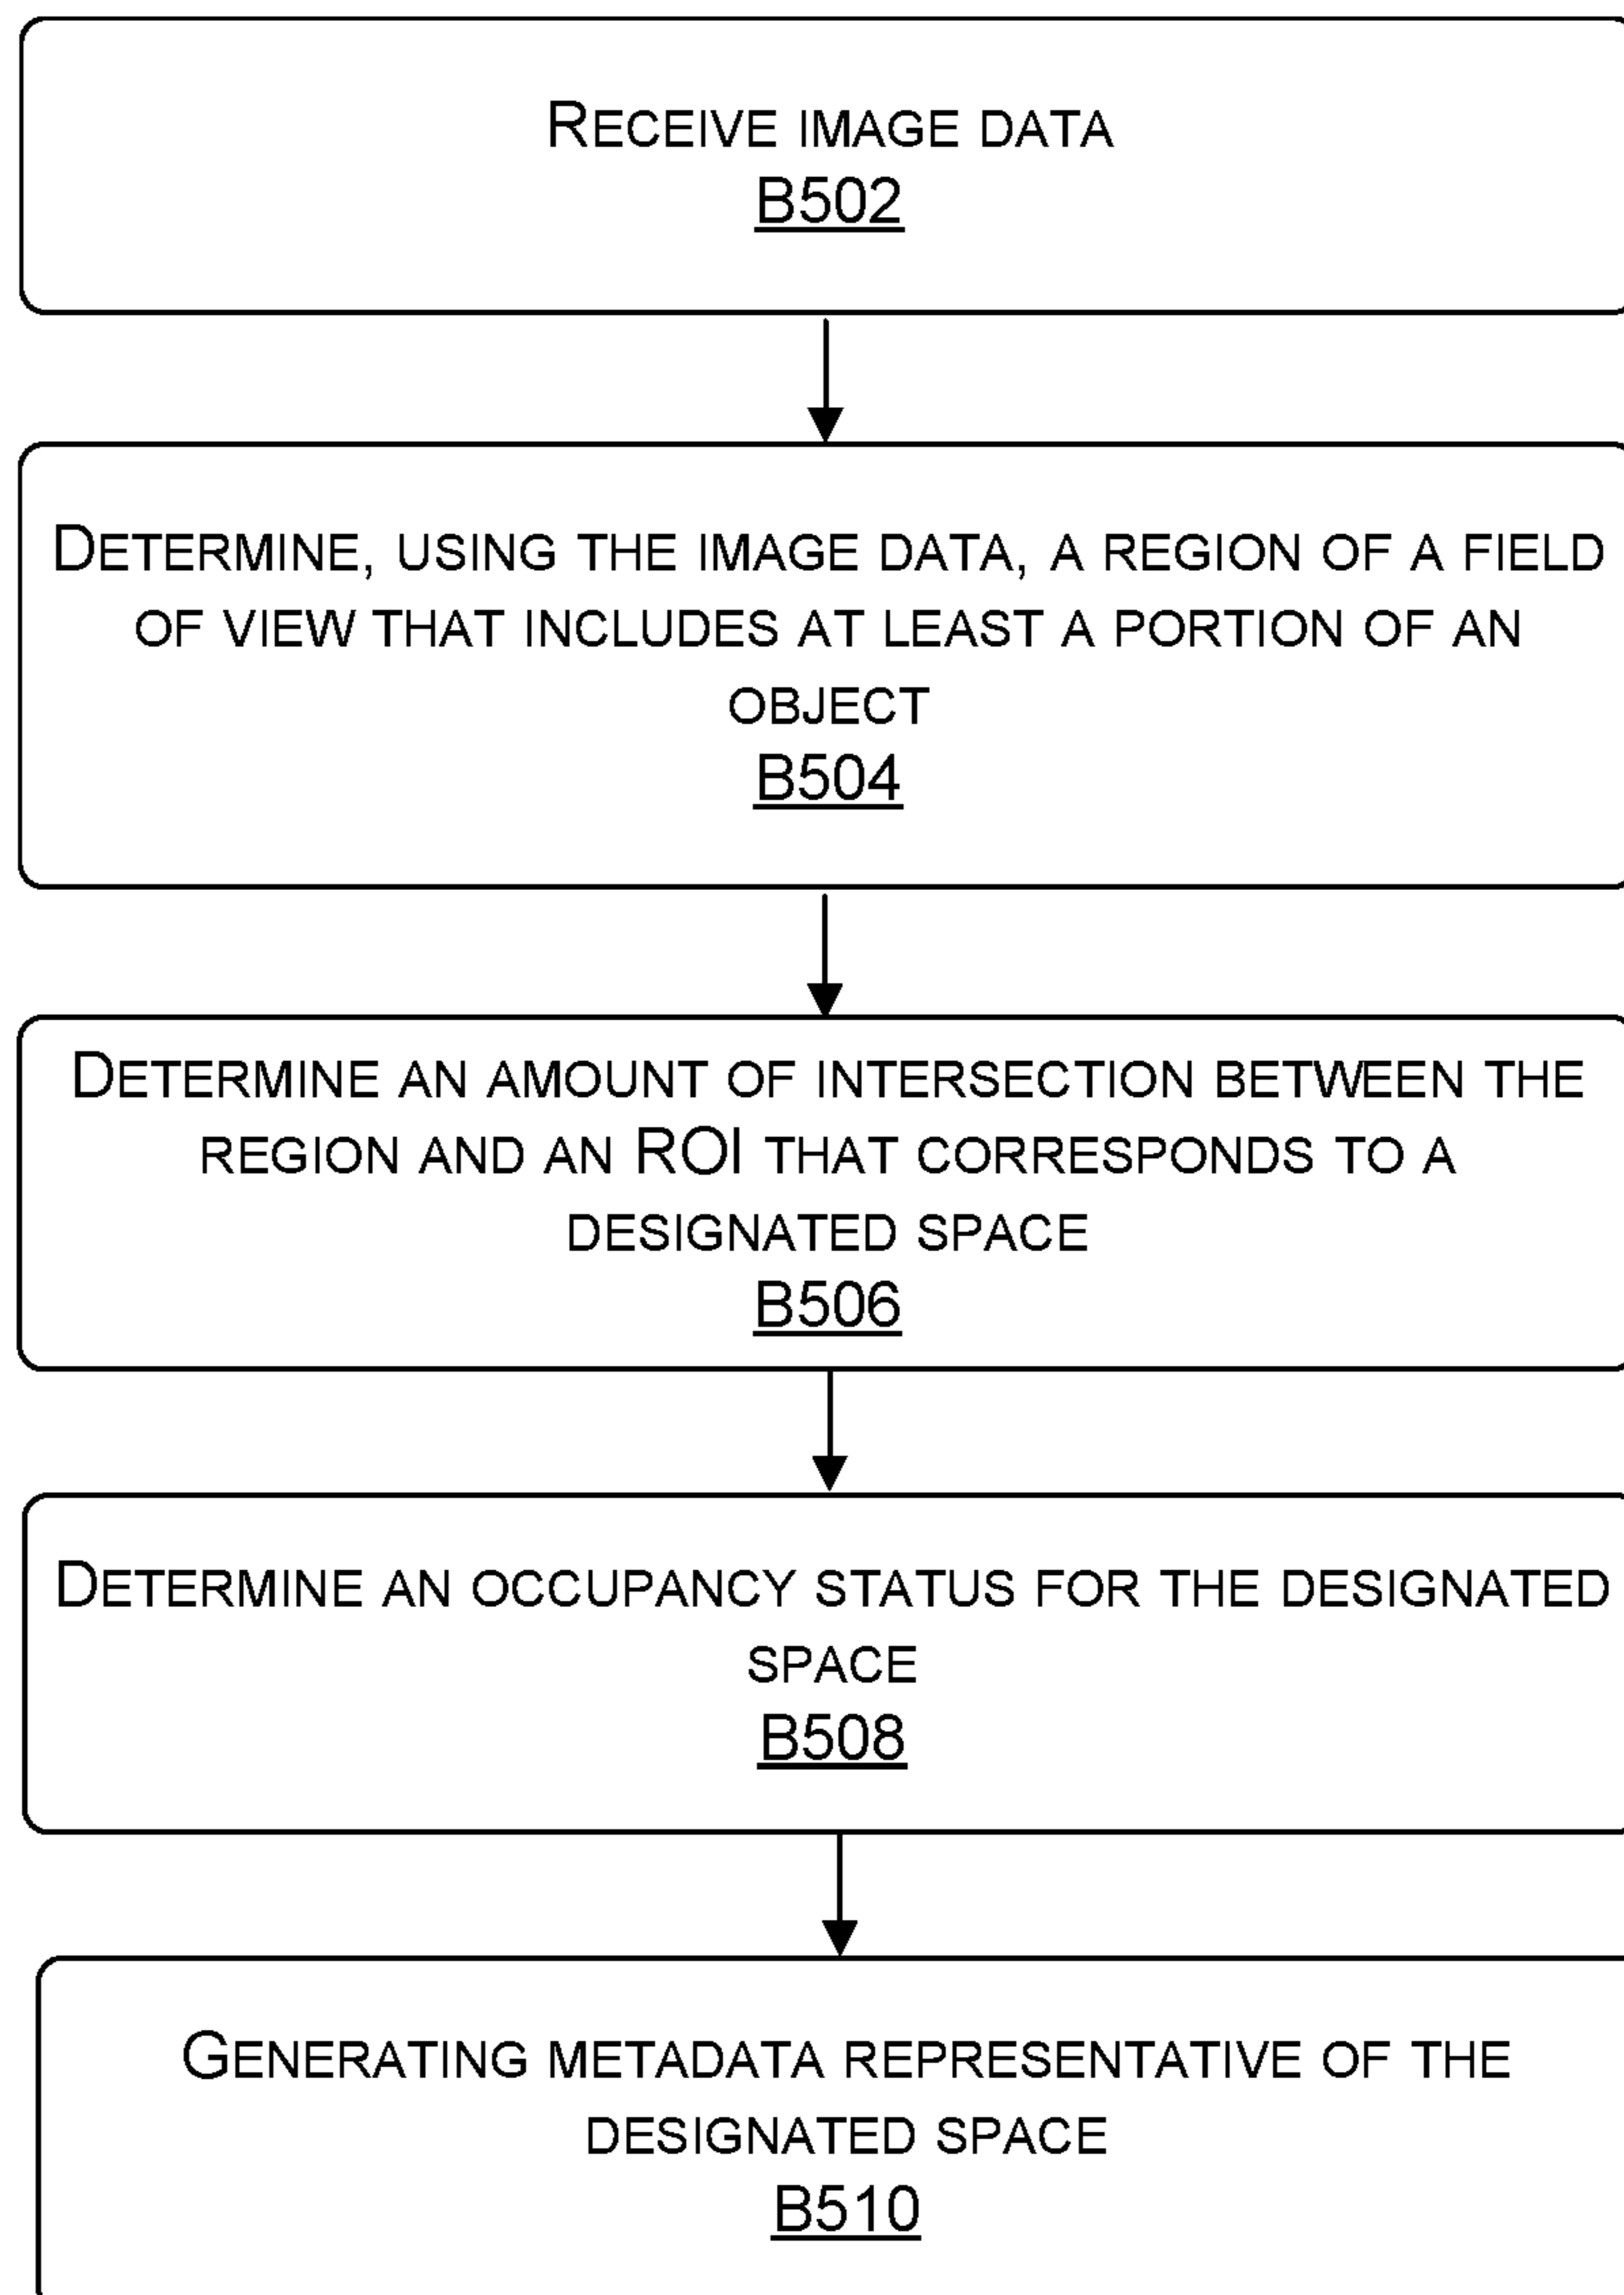 RECEIVE IMAGE DATA
B502
DETERMINE, USING THE IMAGE DATA, A REGION OF A FIELD
OF VIEW THAT INCLUDES AT LEAST A PORTION OF AN
OBJECT
B504
DETERMINE AN AMOUNT OF INTERSECTION BETWEEN THE
REGION AND AN ROI THAT CORRESPONDS TO A
DESIGNATED SPACE
B506
DETERMINE AN OCCUPANCY STATUS FOR THE DESIGNATED
SPACE
B508
GENERATING METADATA REPRESENTATIVE OF THE
DESIGNATED SPACE
B510